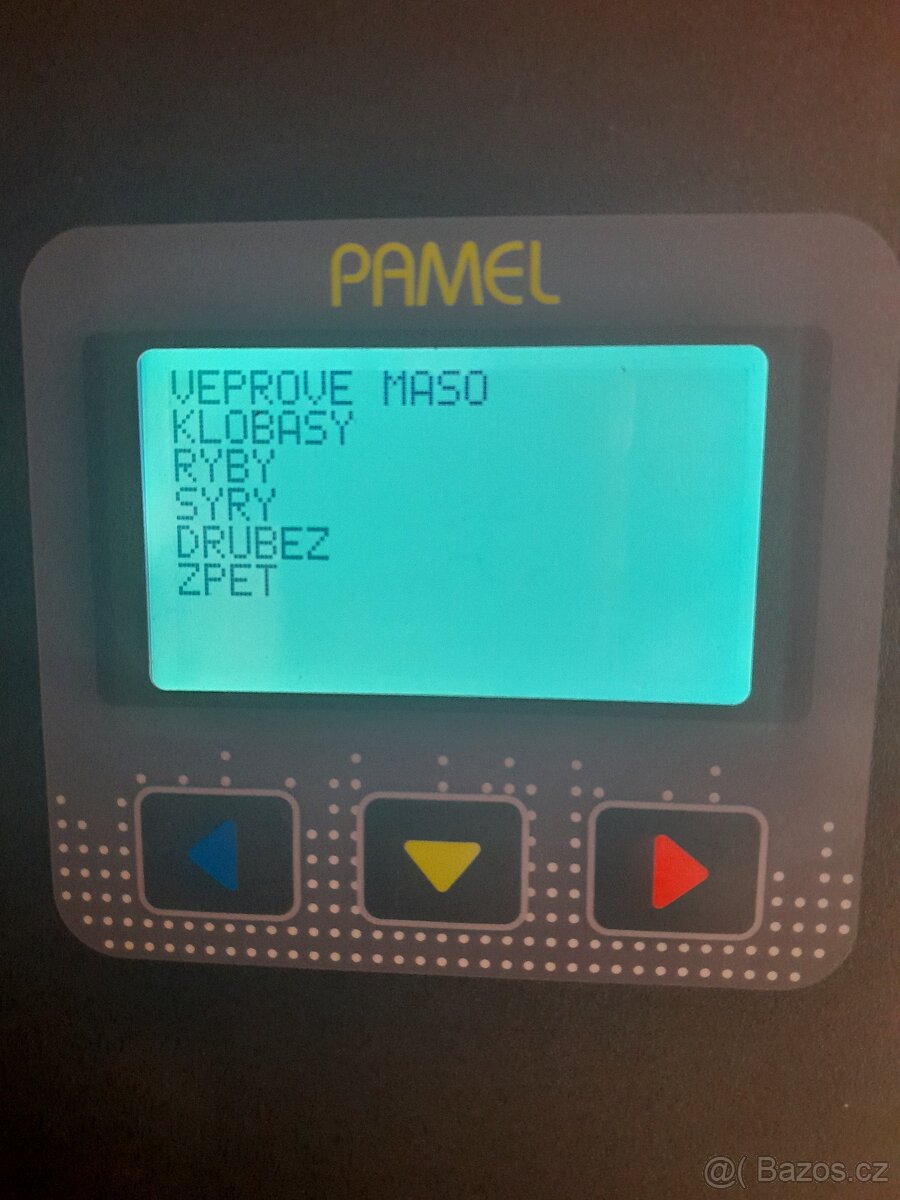 PAMEL
VEPROVE MASO
KLOBASY
RYBY
SYRY
DRUBEZ
ZPET
@( Bazos.cz